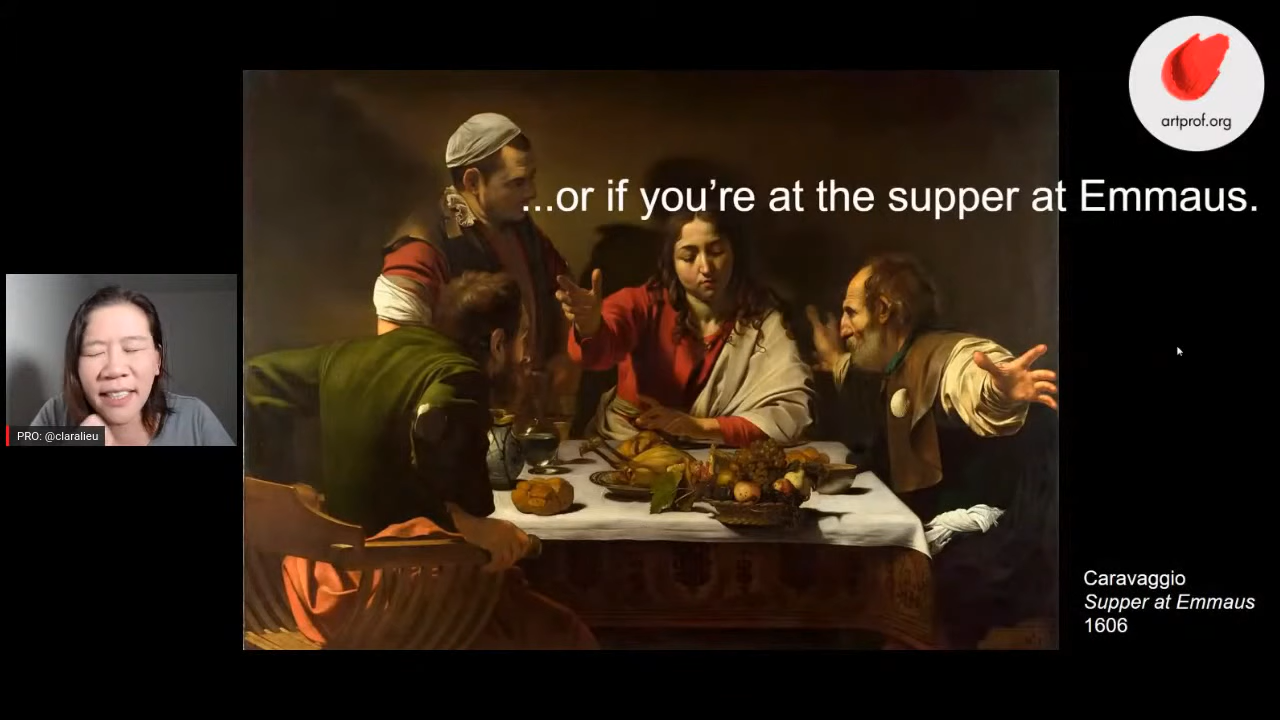 artprof.org
...or if you’re at the supper at Emmaus.
PRO: @claralieu
Caravaggio
Supper at Emmaus
1606